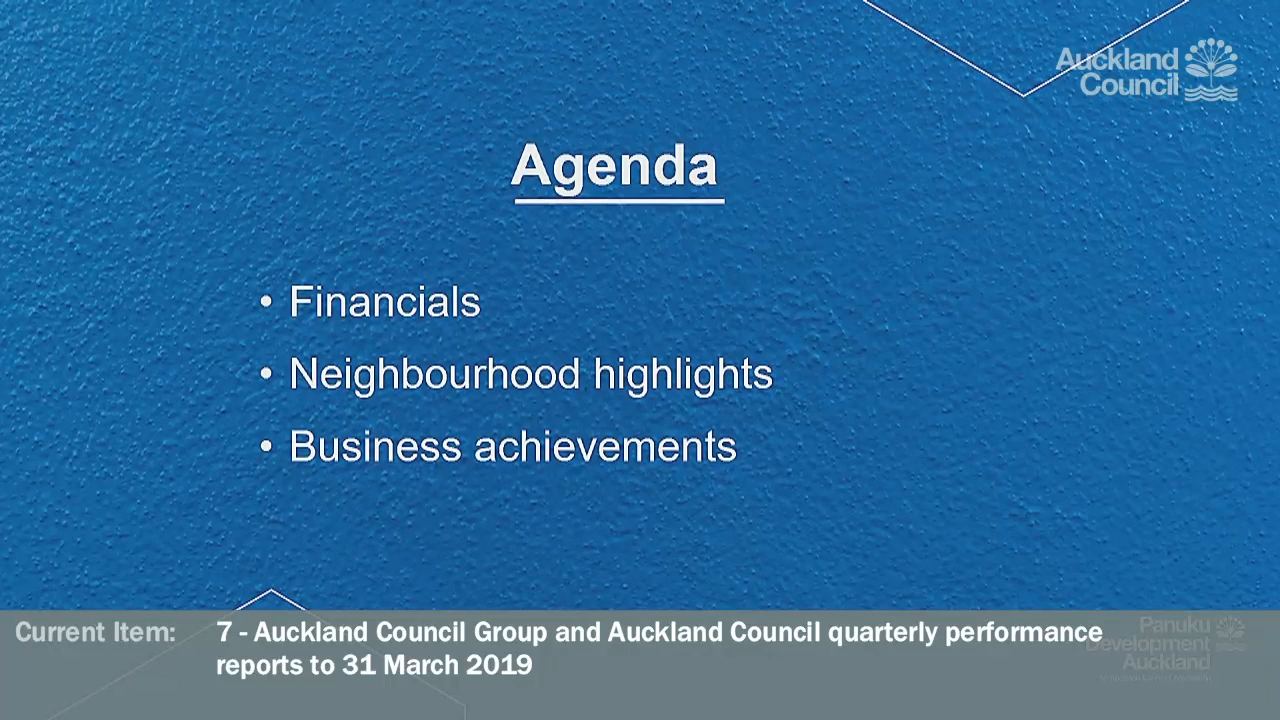 Auckland
Council
Agenda
• Financials
• Neighbourhood highlights
• Business achievements
Current Item: 7 - Auckland Council Group and Auckland Council quarterly performance
reports to 31 March 2019
Panuku
Development
Auckland